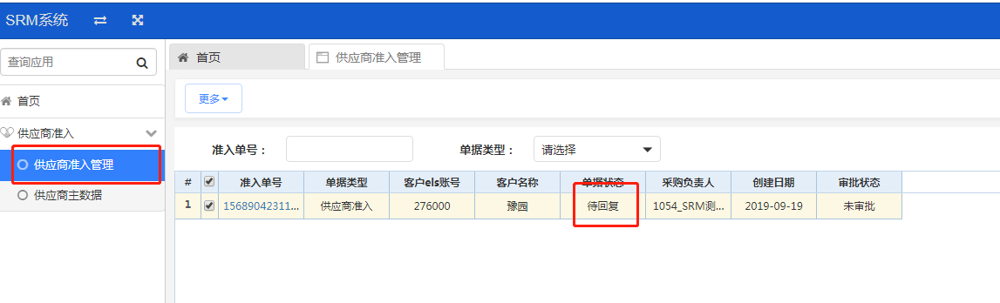 SRM系统
查询应用
首页
供应商准入
供应商准入管理
供应商主数据
首页
供应商准入管理
更多
准入单号：
单据类型： 请选择
# 准入单号 单据类型 客户els账号 客户名称 单据状态 采购负责人 创建日期 审批状态
1 15689042311... 供应商准入 276000 豫园 待回复 1054_SRM测... 2019-09-19 未审批